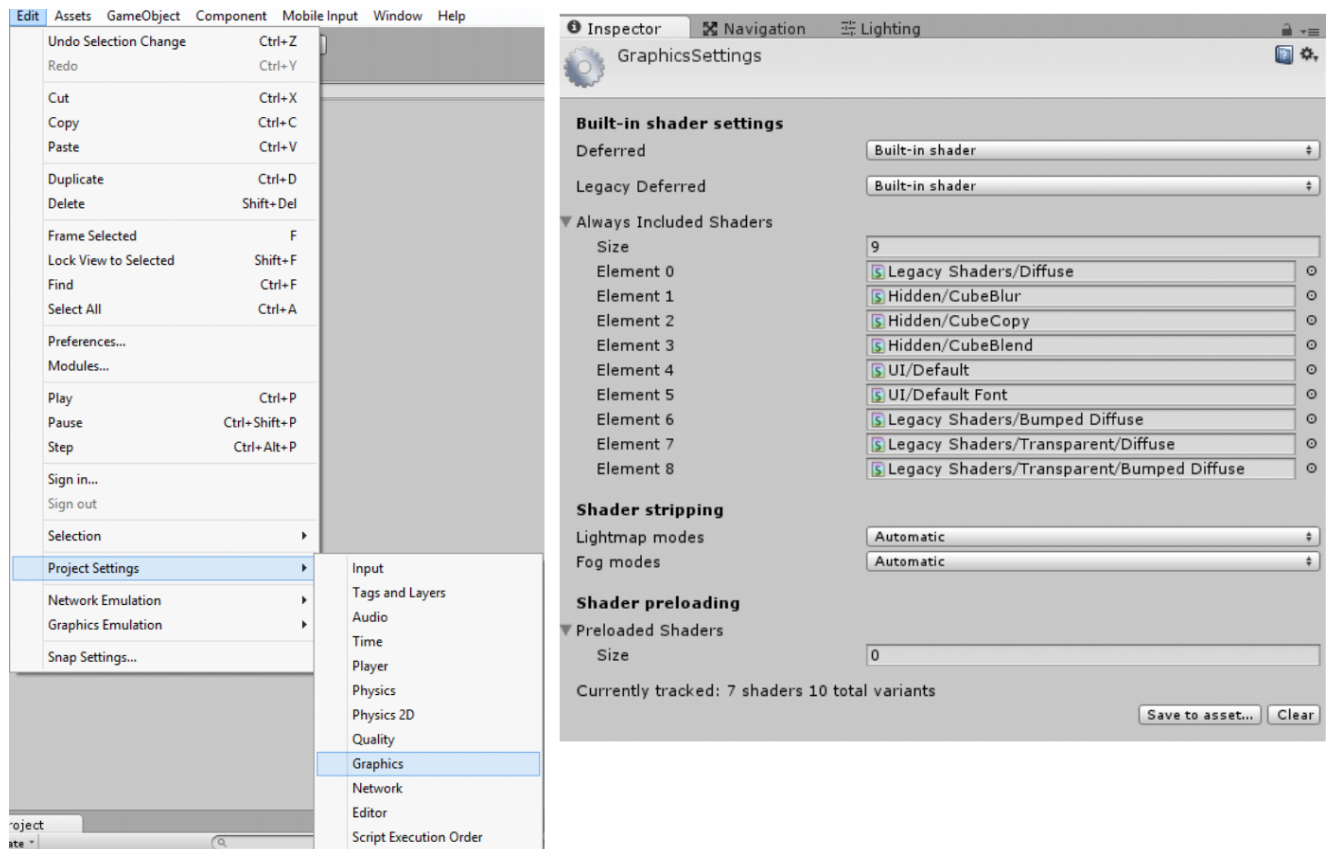 Edit Assets GameObject Component Mobile Input Window Help
Undo Selection Change Ctrl+Z
Redo Ctrl+Y
Cut Ctrl+X
Copy Ctrl+C
Paste Ctrl+V
Duplicate Ctrl+D
Delete Shift+Del
Frame Selected F
Lock View to Selected Shift+F
Find Ctrl+F
Select All Ctrl+A
Preferences...
Modules...
Play Ctrl+P
Pause Ctrl+Shift+P
Step Ctrl+Alt+P
Sign in...
Sign out
Selection
Project Settings
Network Emulation
Graphics Emulation
Snap Settings...
Input
Tags and Layers
Audio
Time
Player
Physics
Physics 2D
Quality
Graphics
Network
Editor
Script Execution Order
roject
ate
Inspector Navigation Lighting
GraphicsSettings
Built-in shader settings
Deferred Built-in shader
Legacy Deferred Built-in shader
Always Included Shaders
Size 9
Element 0 Legacy Shaders/Diffuse
Element 1 Hidden/CubeBlur
Element 2 Hidden/CubeCopy
Element 3 Hidden/CubeBlend
Element 4 UI/Default
Element 5 UI/Default Font
Element 6 Legacy Shaders/Bumped Diffuse
Element 7 Legacy Shaders/Transparent/Diffuse
Element 8 Legacy Shaders/Transparent/Bumped Diffuse
Shader stripping
Lightmap modes Automatic
Fog modes Automatic
Shader preloading
Preloaded Shaders
Size 0
Currently tracked: 7 shaders 10 total variants
Save to asset... Clear